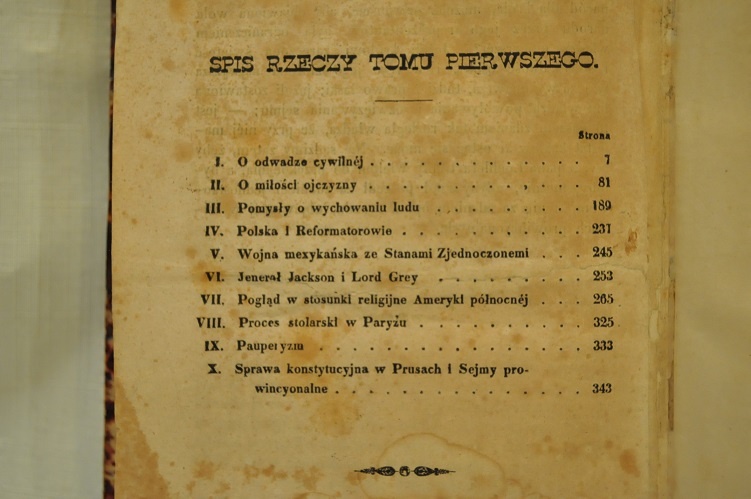 SPIS RZECZY TOMU PIERWSZEGO.
Strona
I. O odwadze cywilnéj . . . . . . . . . . . . 7
II. O miłości ojczyzny . . . . . . . . . . . . 81
III. Pomysły o wychowaniu ludu . . . . . . . . . 189
IV. Polska i Reformatorowie . . . . . . . . . . 231
V. Wojna mexykańska ze Stanami Zjednoczonemi . . . 245
VI. Jenerał Jackson i Lord Grey . . . . . . . . 253
VII. Pogląd w stosunki religijne Ameryki północnéj . . . 265
VIII. Proces stolarski w Paryżu . . . . . . . . . 325
IX. Pauperyzm . . . . . . . . . . . . . . 333
X. Sprawa konstytucyjna w Prusach i Sejmy pro-
wincyonalne . . . . . . . . . . . . . 343